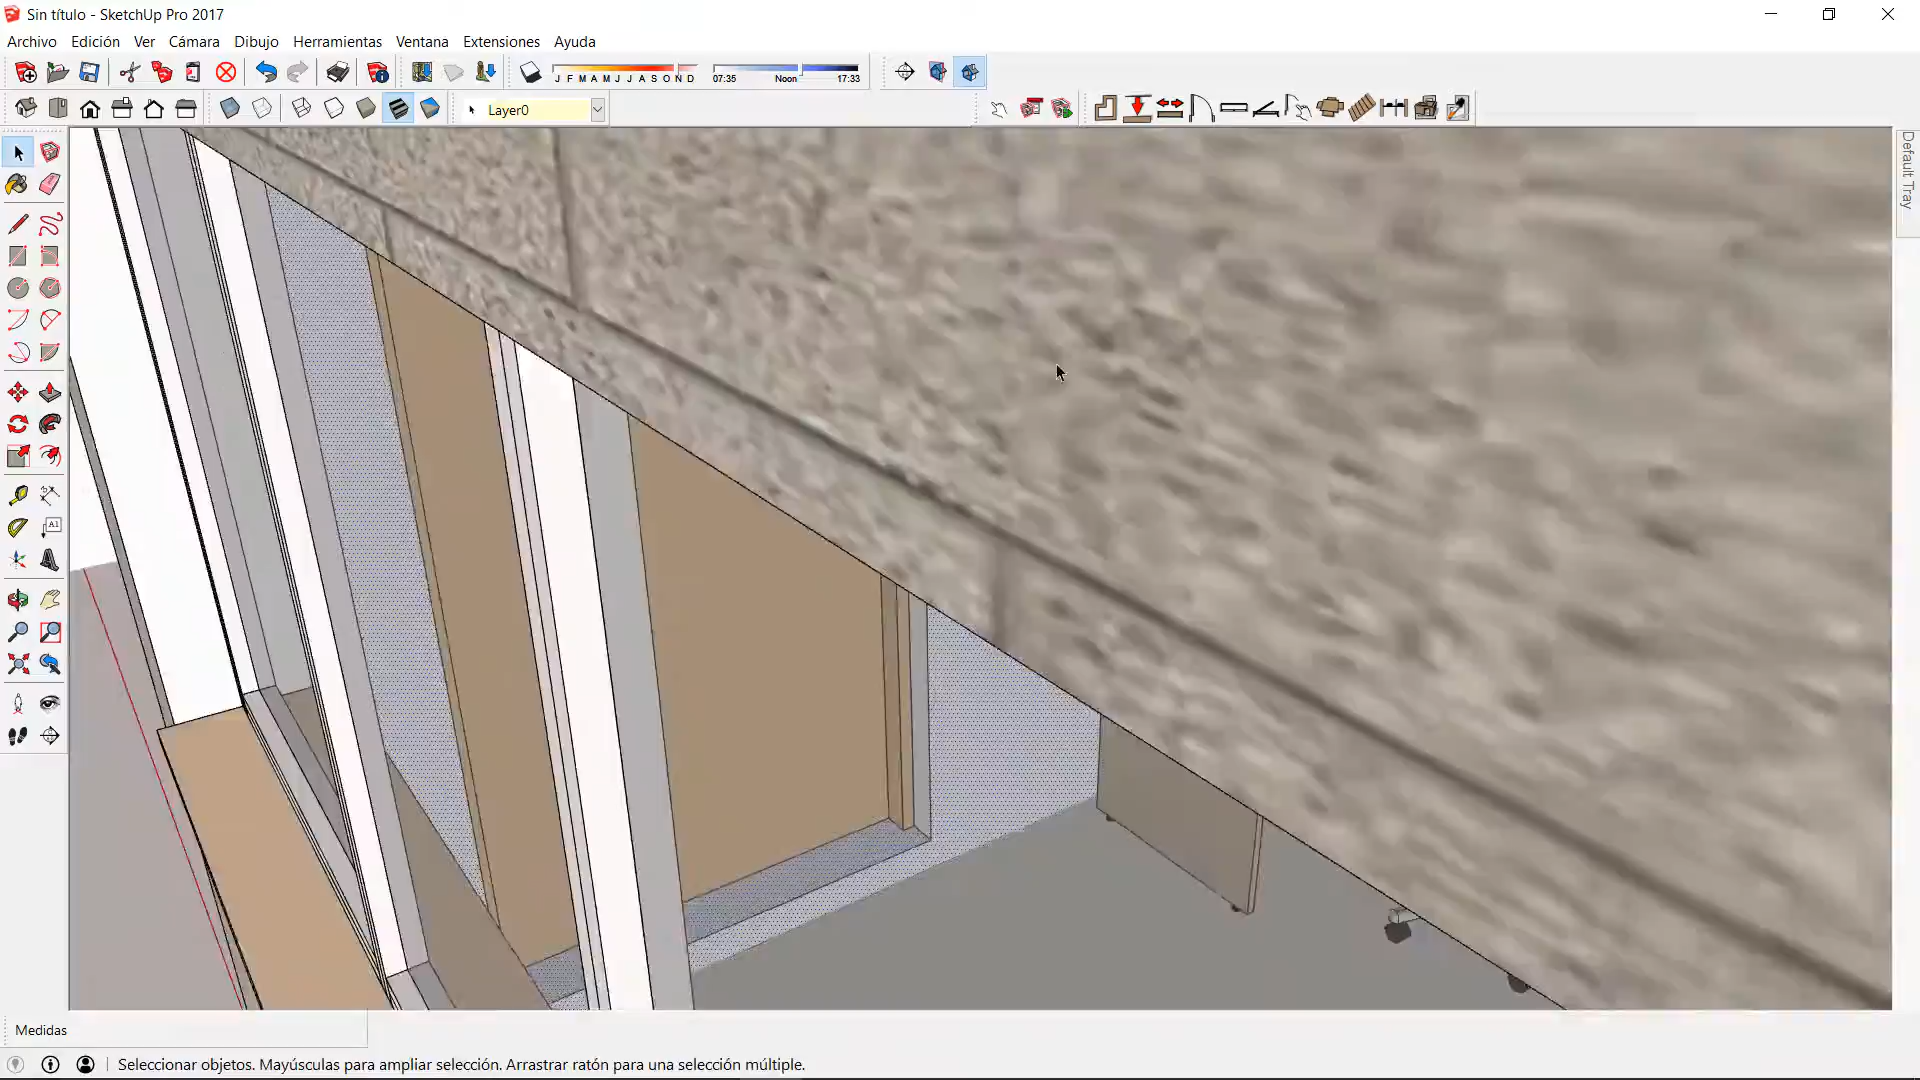 Sin título - SketchUp Pro 2017
Archivo Edición Ver Cámara Dibujo Herramientas Ventana Extensiones Ayuda
J F M A M J J A S O N D 07:35 Noon 17:33
Layer0
A1
Default Tray
Medidas
Seleccionar objetos. Mayúsculas para ampliar selección. Arrastrar ratón para una selección múltiple.